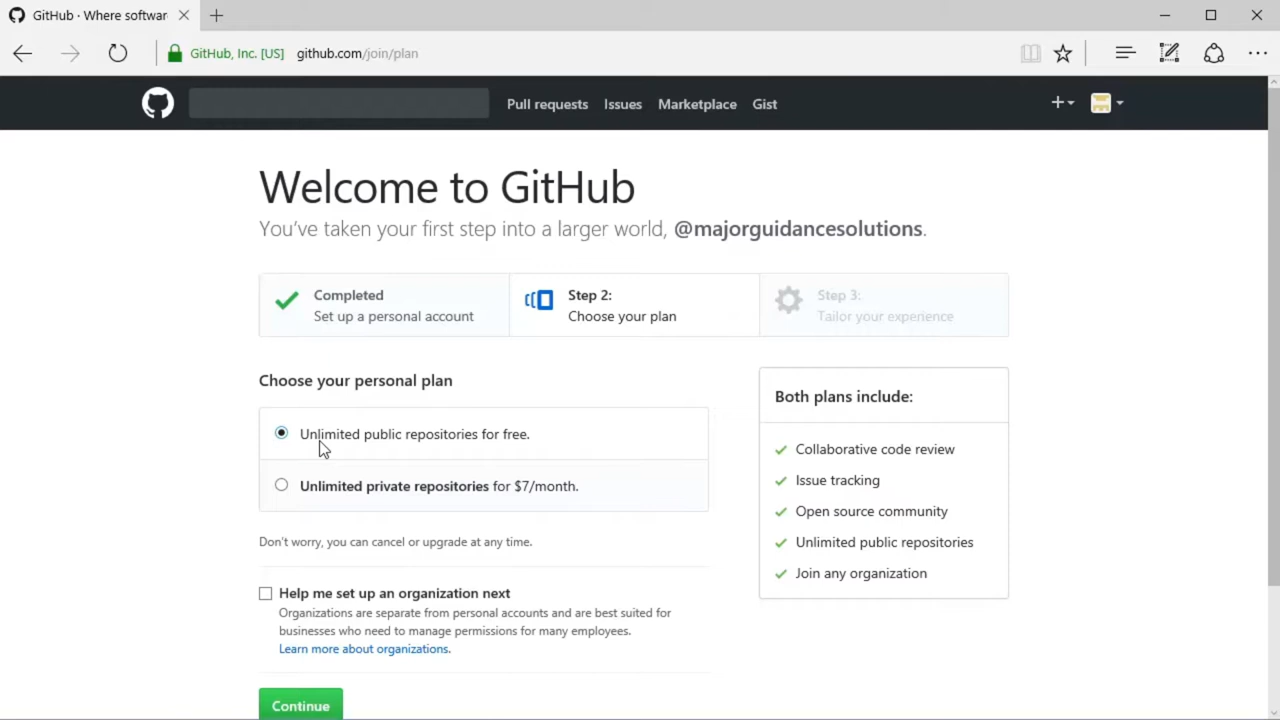 GitHub · Where softwar
GitHub, Inc. [US] github.com/join/plan
Pull requests Issues Marketplace Gist
Welcome to GitHub
You’ve taken your first step into a larger world, @majorguidancesolutions.
Completed
Set up a personal account
Step 2:
Choose your plan
Step 3:
Tailor your experience
Choose your personal plan
Unlimited public repositories for free.
Unlimited private repositories for $7/month.
Don’t worry, you can cancel or upgrade at any time.
Help me set up an organization next
Organizations are separate from personal accounts and are best suited for
businesses who need to manage permissions for many employees.
Learn more about organizations.
Continue
Both plans include:
Collaborative code review
Issue tracking
Open source community
Unlimited public repositories
Join any organization